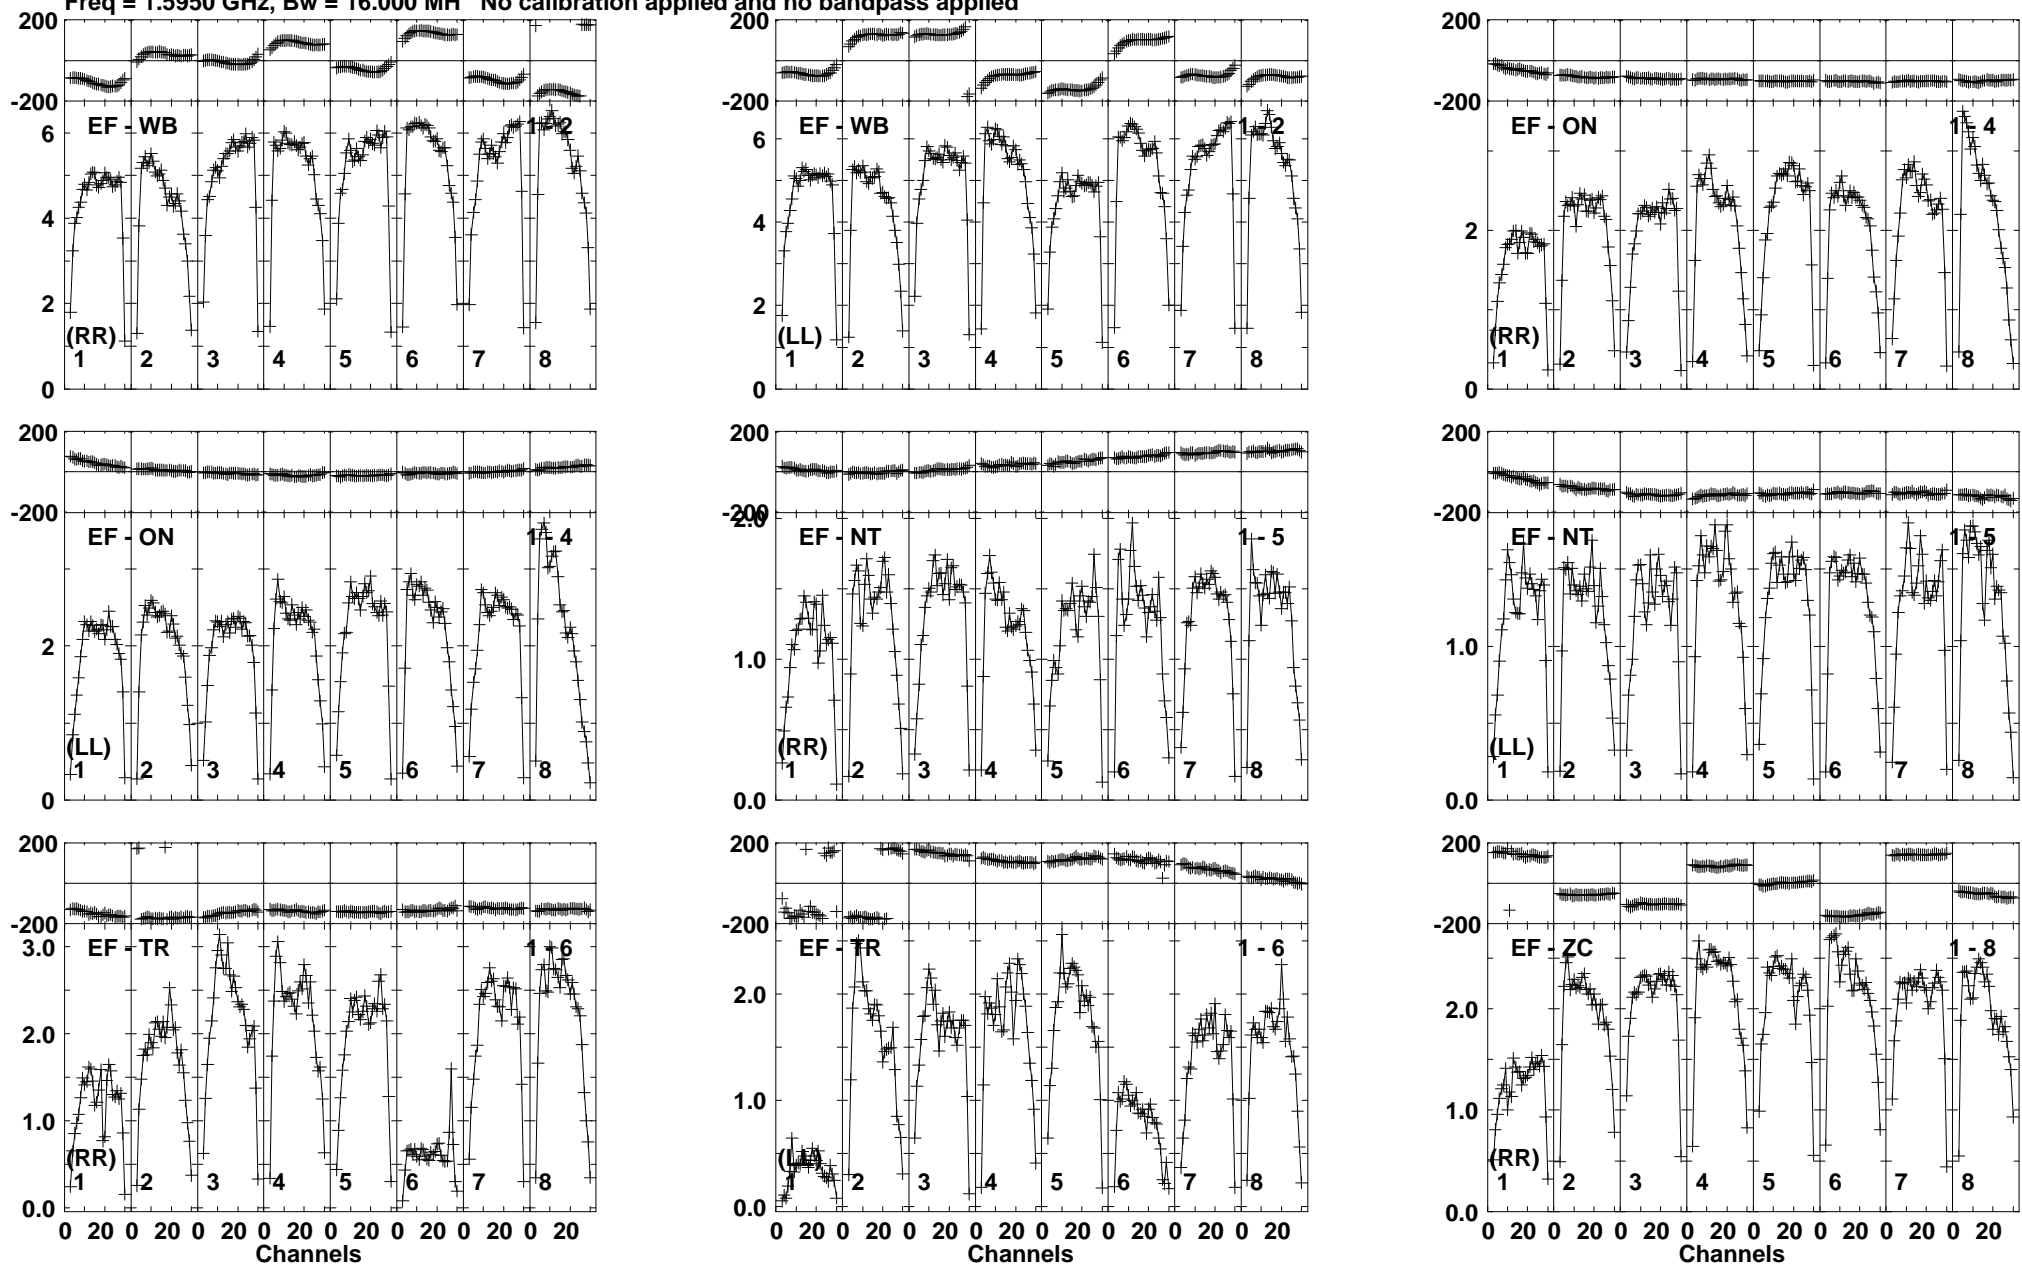 Freq = 1.5950 GHz, Bw = 16.000 MH No calibration applied and no bandpass applied
200 200 200
-200 -200 -200
EF - WB 1 - 2 EF - WB 1 - 2 EF - ON 1 - 4
6 6
4 4 2
2 2
(RR) (LL) (RR)
1 2 3 4 5 6 7 8 1 2 3 4 5 6 7 8 1 2 3 4 5 6 7 8
0 0 0
200 200 200
-200 -200 -200
2.0
EF - ON 1 - 4 EF - NT 1 - 5 EF - NT 1 - 5
2 1.0 1.0
(LL) (RR) (LL)
1 2 3 4 5 6 7 8 1 2 3 4 5 6 7 8 1 2 3 4 5 6 7 8
0 0.0 0.0
200 200 200
-200 -200 -200
3.0 EF - TR 1 - 6 EF - TR 1 - 6 EF - ZC 1 - 8
2.0 2.0 2.0
1.0 1.0 1.0
(RR) (LL) (RR)
1 2 3 4 5 6 7 8 1 2 3 4 5 6 7 8 1 2 3 4 5 6 7 8
0.0 0.0 0.0
0 20 0 20 0 20 0 20 0 20 0 20 0 20 0 20 0 20 0 20 0 20 0 20 0 20 0 20 0 20 0 20 0 20 0 20 0 20 0 20 0 20 0 20 0 20 0 20
Channels Channels Channels